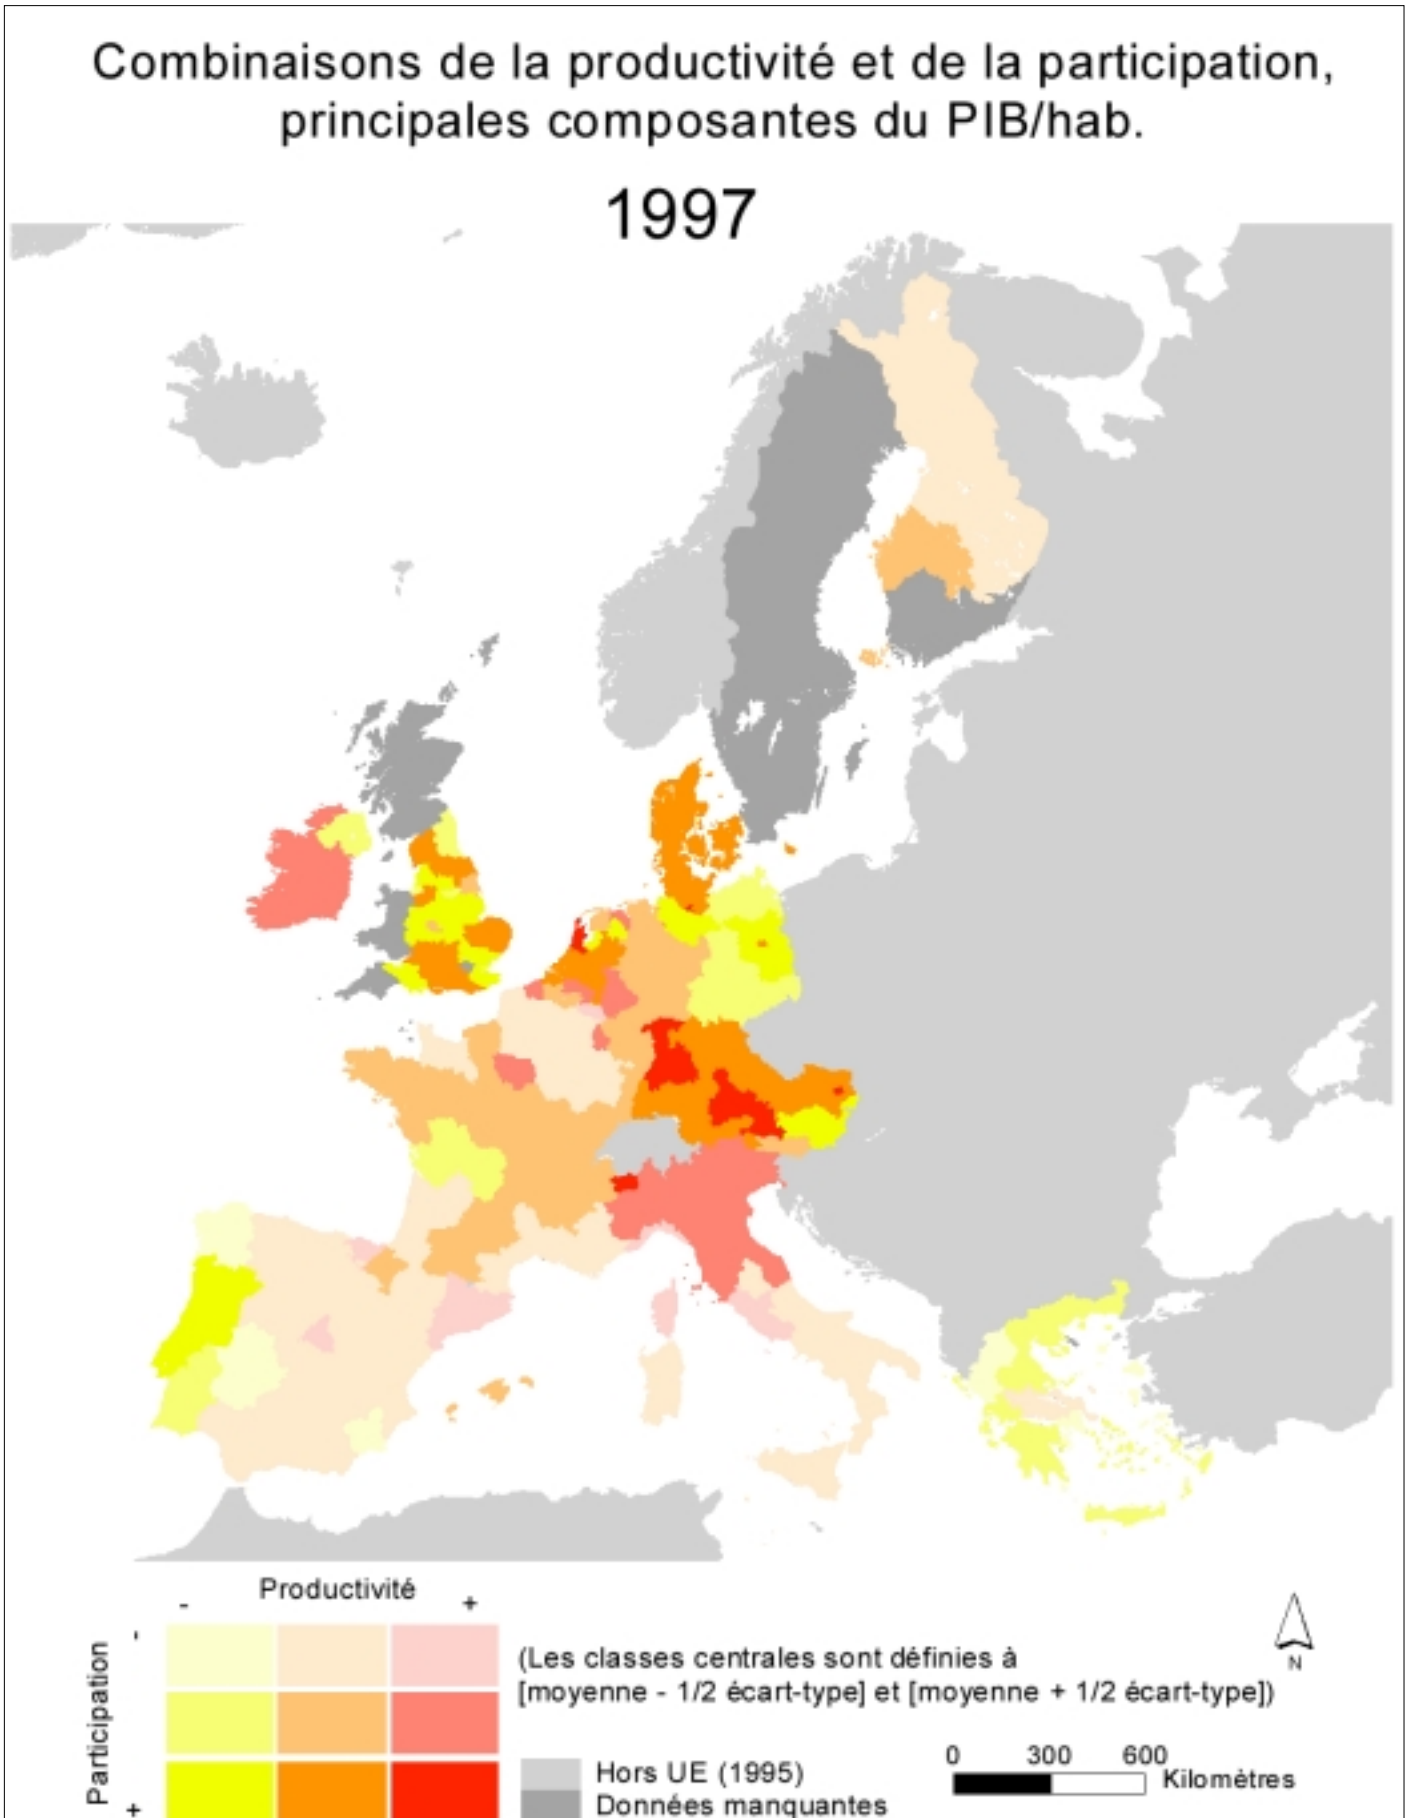 Combinaisons de la productivité et de la participation,
principales composantes du PIB/hab.
1997
Productivité
- +
-
Participation
+
(Les classes centrales sont définies à
[moyenne - 1/2 écart-type] et [moyenne + 1/2 écart-type])
N
Hors UE (1995)
Données manquantes
0 300 600
Kilomètres